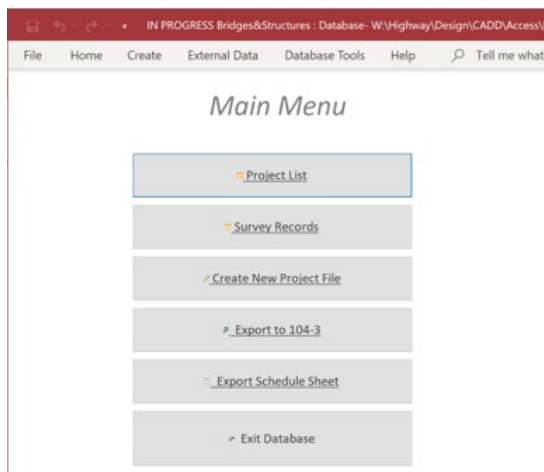 IN PROGRESS Bridges&Structures : Database- W:\Highway\Design\CADD\Access\
File Home Create External Data Database Tools Help Tell me what
Main Menu
Project List
Survey Records
Create New Project File
Export to 104-3
Export Schedule Sheet
Exit Database